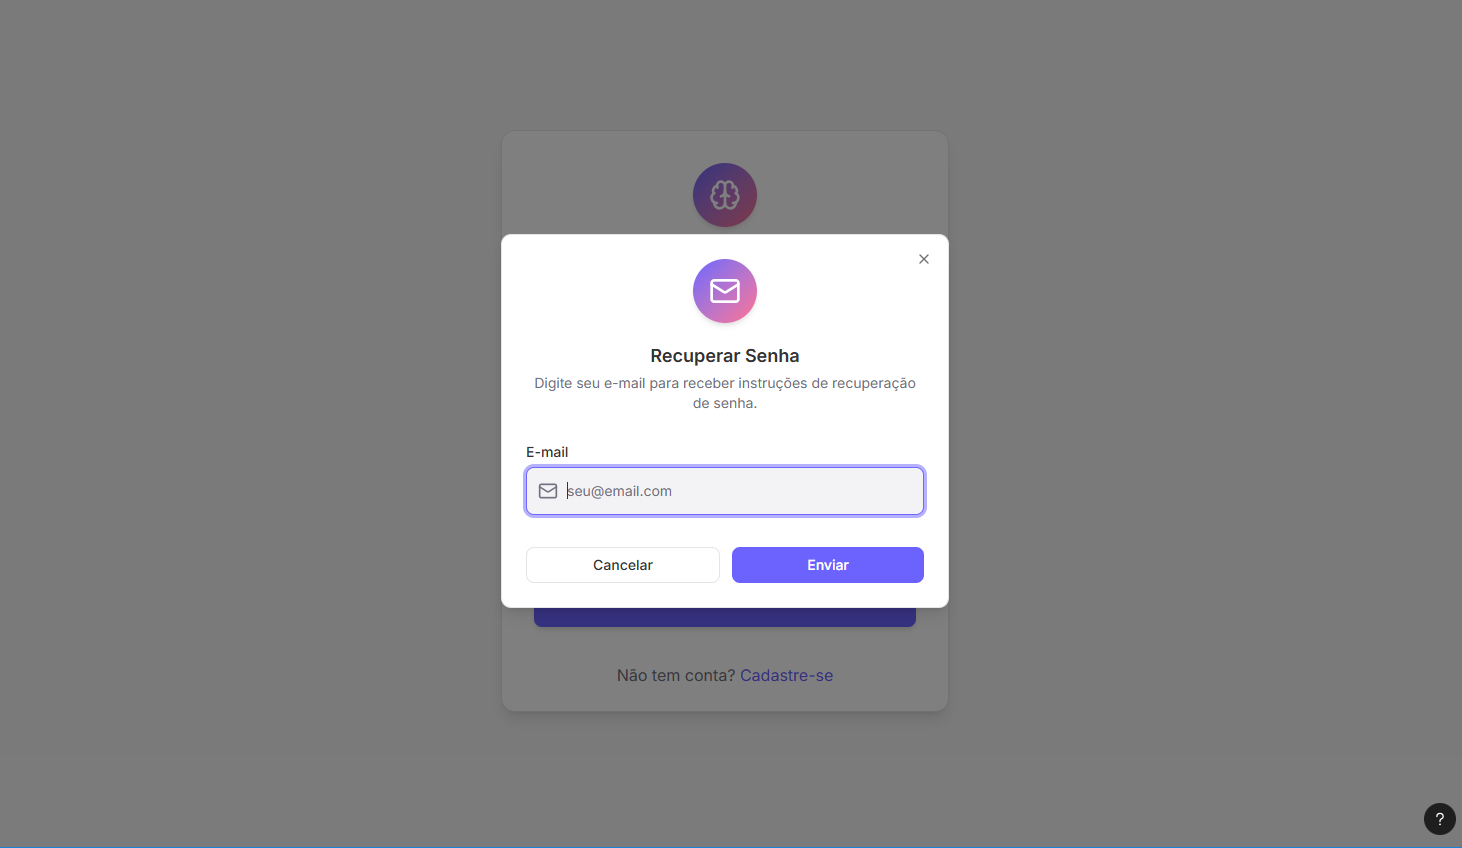 Recuperar Senha
Digite seu e-mail para receber instruções de recuperação
de senha.
E-mail
seu@email.com
Cancelar
Enviar
Não tem conta? Cadastre-se
?